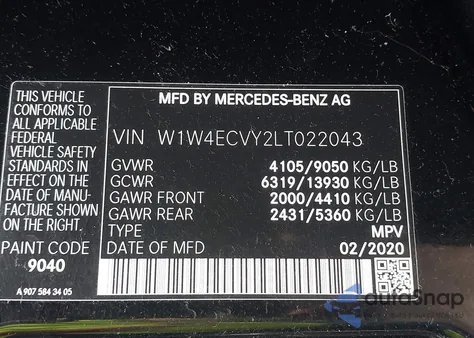 MFD BY MERCEDES-BENZ AG
THIS VEHICLE
CONFORMS TO
ALL APPLICABLE
FEDERAL
VEHICLE SAFETY
STANDARDS IN
EFFECT ON THE
DATE OF MANU-
FACTURE SHOWN
ON THE RIGHT.
PAINT CODE
9040
A 907 584 34 05
VIN W1W4ECVY2LT022043
GVWR 4105/9050 KG/LB
GCWR 6319/13930 KG/LB
GAWR FRONT 2000/4410 KG/LB
GAWR REAR 2431/5360 KG/LB
TYPE MPV
DATE OF MFD 02/2020
autoSnap